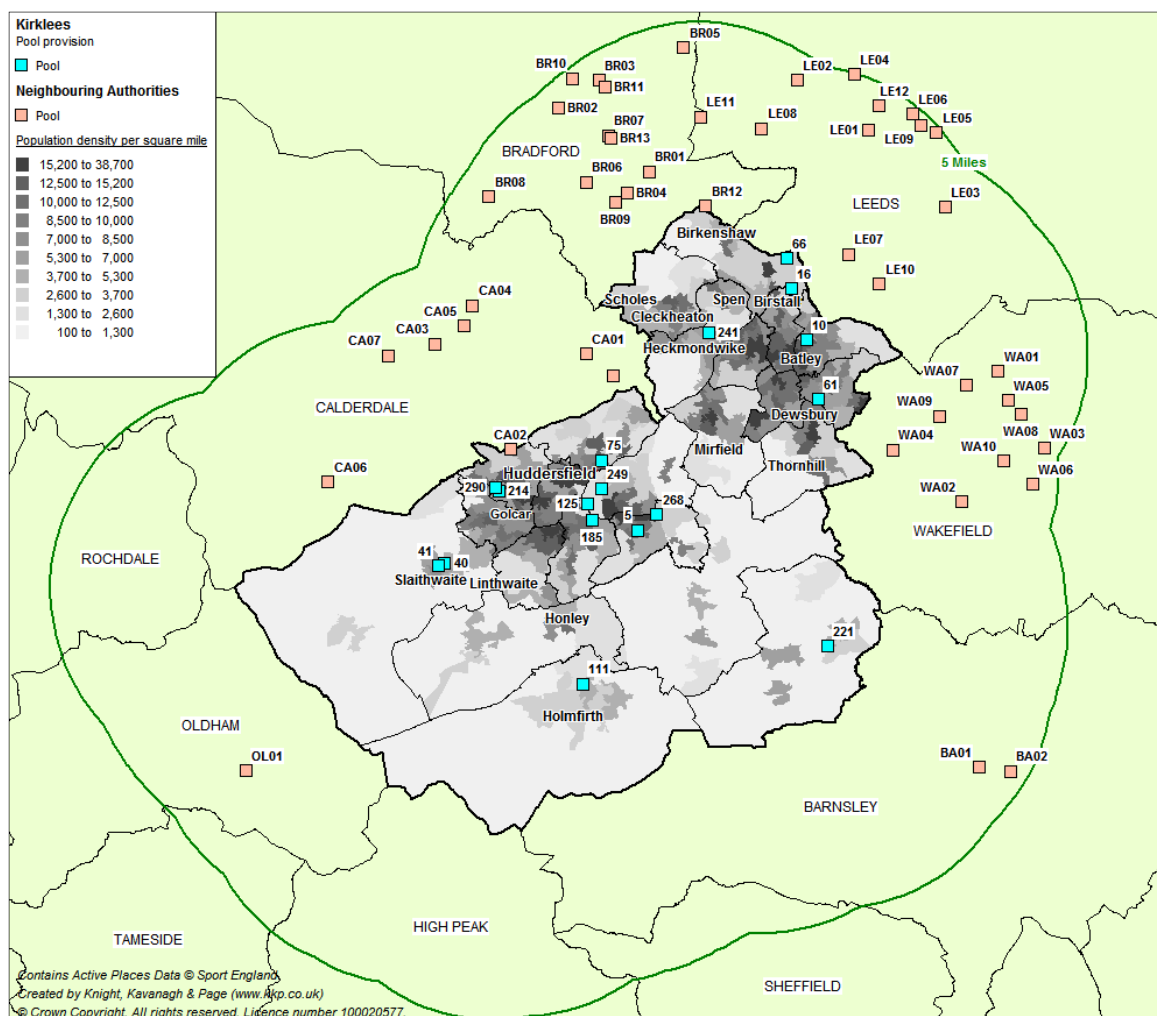 Kirklees
Pool provision
Pool
Neighbouring Authorities
Pool
Population density per square mile
15,200 to 38,700
12,500 to 15,200
10,000 to 12,500
8,500 to 10,000
7,000 to 8,500
5,300 to 7,000
3,700 to 5,300
2,600 to 3,700
1,300 to 2,600
100 to 1,300
BR05
BR10
BR03
BR11
LE02
LE04
BR02
LE11
LE12
LE06
LE08
BR07
BR13
LE01
LE09
LE05
BRADFORD
5 Miles
BR06
BR01
BR08
BR04
BR12
BR09
LEEDS
LE03
Birkenshaw
66
LE07
16
LE10
CA04
Scholes
Spen
Birstall
CA05
Cleckheaton
CA03
241
10
CA07
CA01
Heckmondwike
Batley
WA07
WA01
61
WA05
CALDERDALE
Dewsbury
WA09
CA02
75
Mirfield
WA04
WA10
WA08
WA03
CA06
Huddersfield
249
Thornhill
WA06
290
214
125
268
WA02
Golcar
5
WAKEFIELD
185
ROCHDALE
41
40
Slaithwaite
Linthwaite
Honley
221
111
Holmfirth
OLDHAM
OL01
BA01
BA02
BARNSLEY
HIGH PEAK
TAMESIDE
SHEFFIELD
Contains Active Places Data © Sport England.
Created by Knight, Kavanagh & Page (www.kkp.co.uk)
© Crown Copyright. All rights reserved. Licence number 100020577.